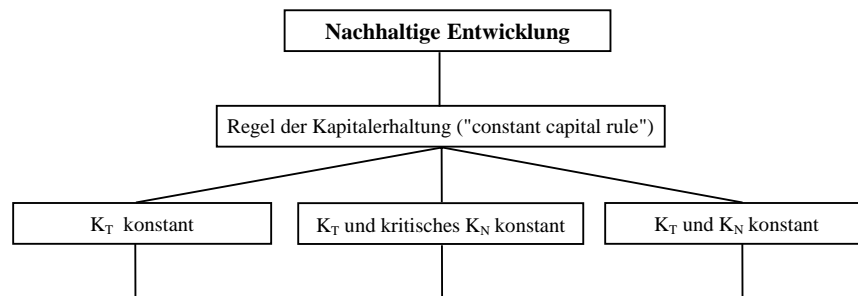 Nachhaltige Entwicklung
Regel der Kapitalerhaltung ("constant capital rule")
K_T konstant
K_T und kritisches K_N konstant
K_T und K_N konstant